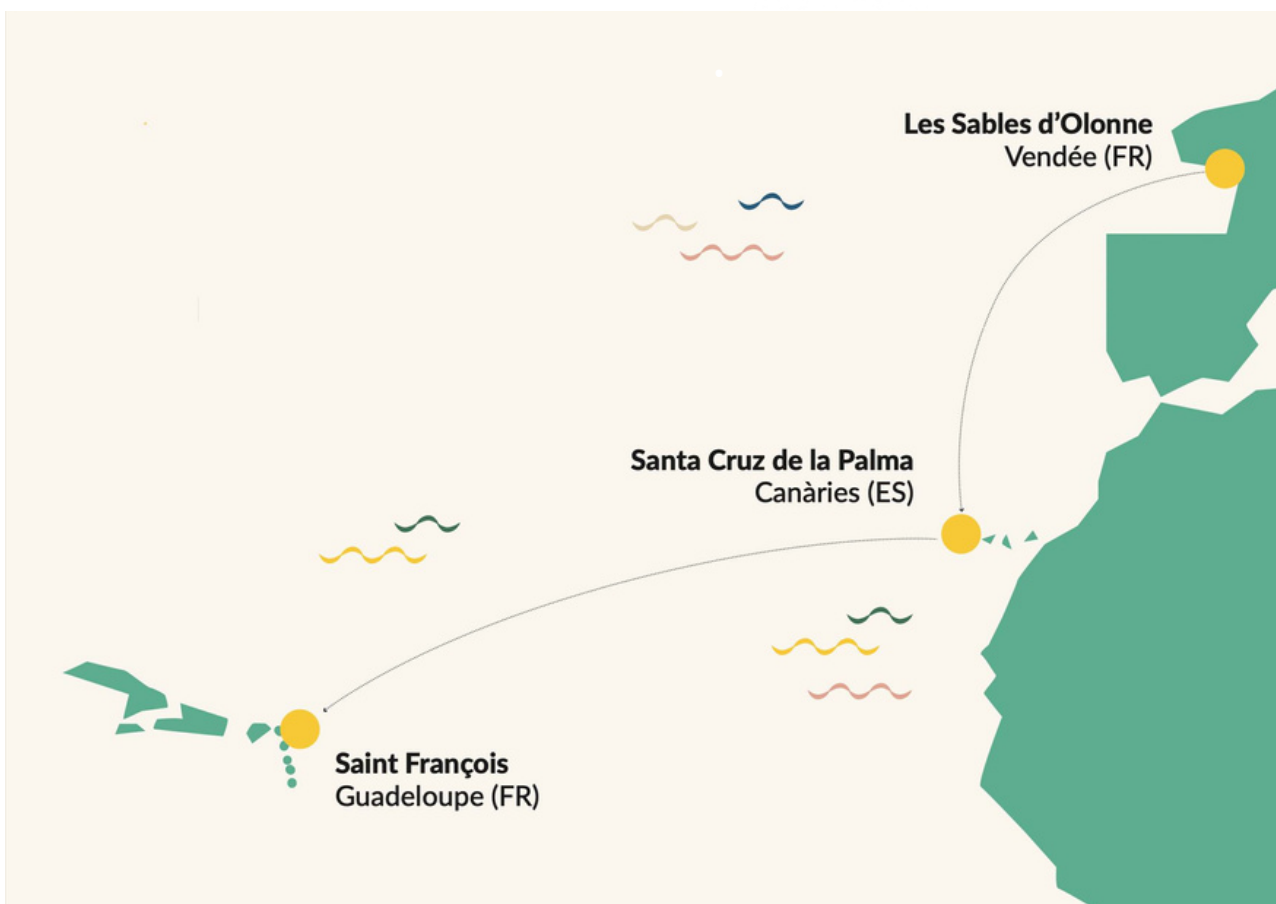 Les Sables d’Olonne
Vendée (FR)
Santa Cruz de la Palma
Canàries (ES)
Saint François
Guadeloupe (FR)